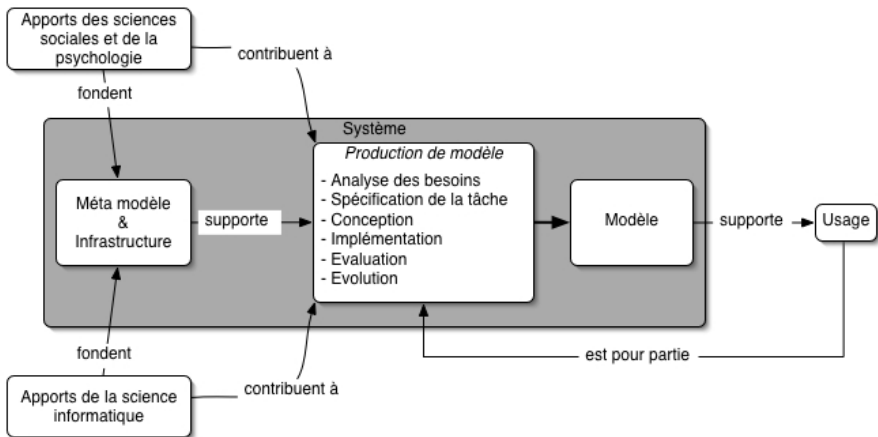 Apports des sciences
sociales et de la
psychologie
contribuent à
fondent
Système
Production de modèle
- Analyse des besoins
- Spécification de la tâche
- Conception
- Implémentation
- Evaluation
- Evolution
Méta modèle
&
Infrastructure
supporte
Modèle
supporte
Usage
fondent
est pour partie
contribuent à
Apports de la science
informatique